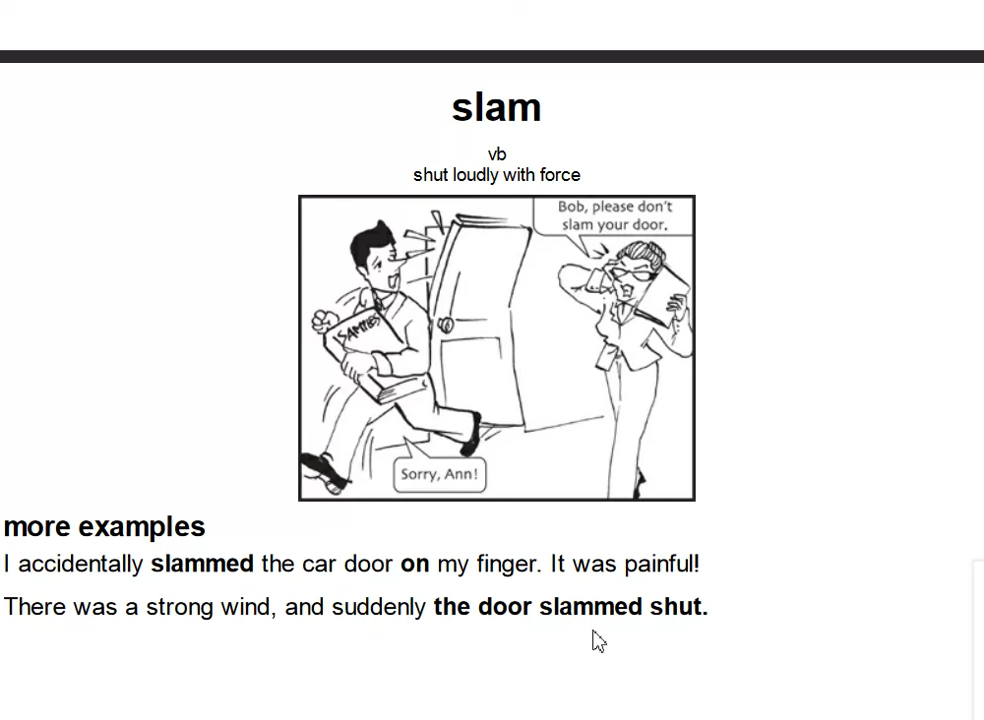 slam
vb
shut loudly with force
Bob, please don't
slam your door.
SAMPLES
Sorry, Ann!
more examples
I accidentally slammed the car door on my finger. It was painful!
There was a strong wind, and suddenly the door slammed shut.